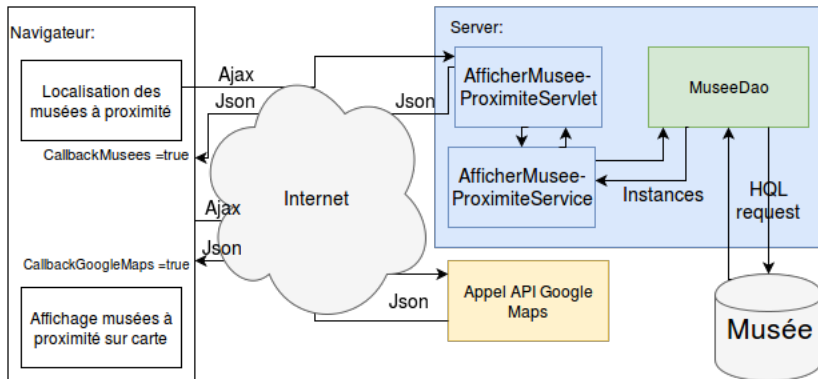 Navigateur:
Server:
Localisation des
musées à proximité
Ajax
Json
Json
AfficherMusee-
ProximiteServlet
MuseeDao
CallbackMusees =true
AfficherMusee-
ProximiteService
Instances
HQL
request
Internet
Ajax
Json
CallbackGoogleMaps =true
Json
Appel API Google
Maps
Affichage musées à
proximité sur carte
Musée